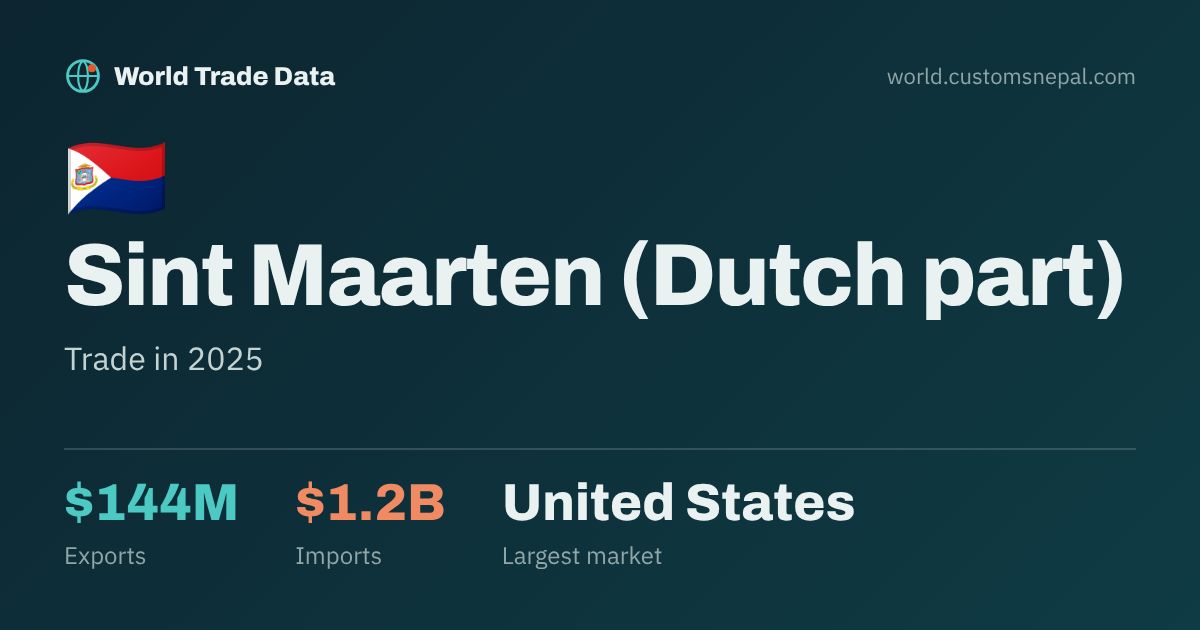 World Trade Data
world.customsnepal.com
Sint Maarten (Dutch part)
Trade in 2025
$144M
$1.2B
United States
Exports
Imports
Largest market